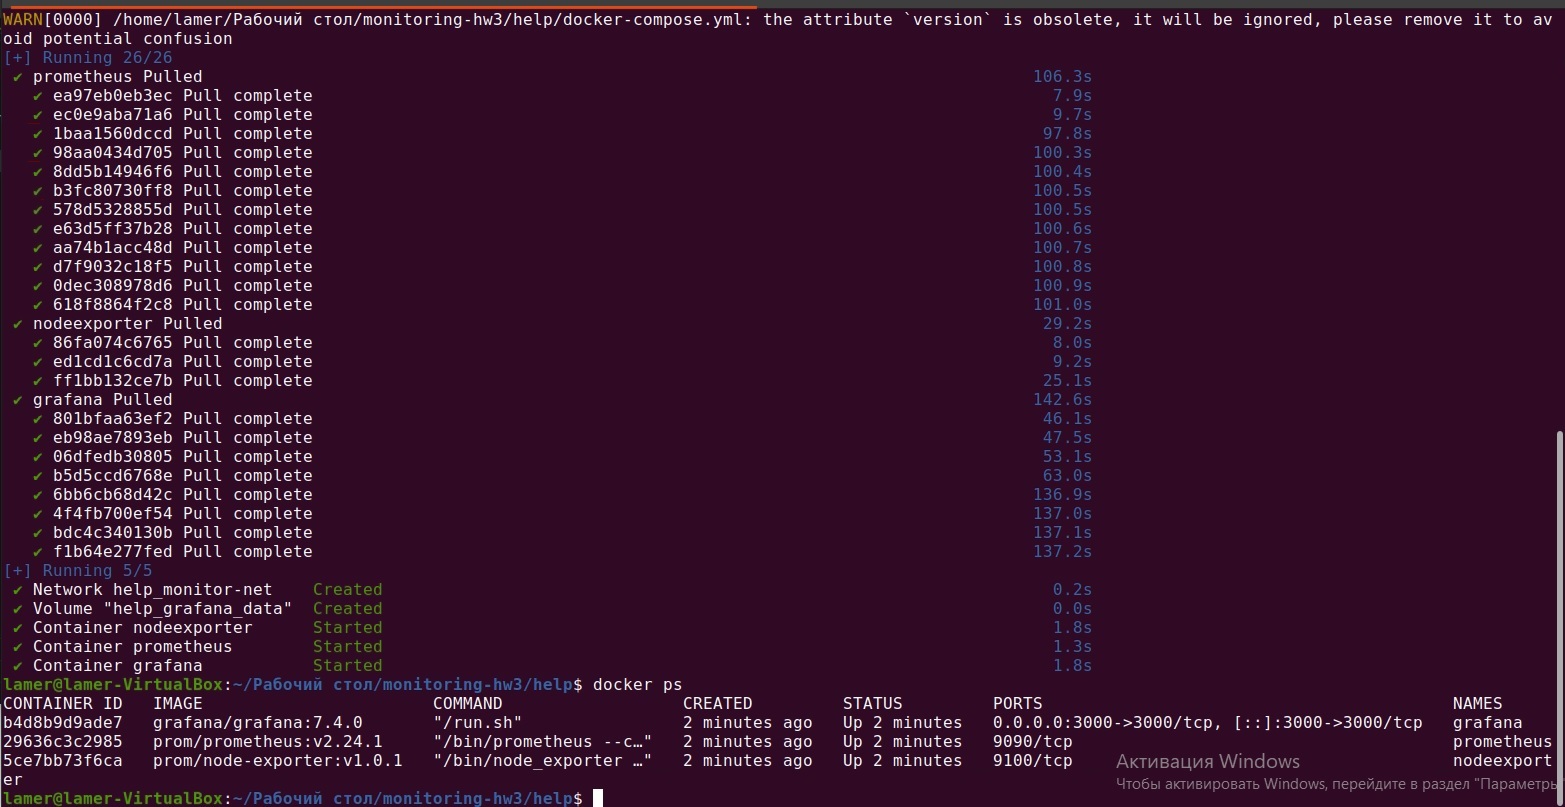 WARN[0000] /home/lamer/Рабочий стол/monitoring-hw3/help/docker-compose.yml: the attribute `version` is obsolete, it will be ignored, please remove it to av
oid potential confusion
[+] Running 26/26
✔ prometheus Pulled 106.3s
✔ ea97eb0eb3ec Pull complete 7.9s
✔ ec0e9aba71a6 Pull complete 9.7s
✔ 1baa1560dccd Pull complete 97.8s
✔ 98aa0434d705 Pull complete 100.3s
✔ 8dd5b14946f6 Pull complete 100.4s
✔ b3fc80730ff8 Pull complete 100.5s
✔ 578d5328855d Pull complete 100.5s
✔ e63d5ff37b28 Pull complete 100.6s
✔ aa74b1acc48d Pull complete 100.7s
✔ d7f9032c18f5 Pull complete 100.8s
✔ 0dec308978d6 Pull complete 100.9s
✔ 618f8864f2c8 Pull complete 101.0s
✔ nodeexporter Pulled 29.2s
✔ 86fa074c6765 Pull complete 8.0s
✔ ed1cd1c6cd7a Pull complete 9.2s
✔ ff1bb132ce7b Pull complete 25.1s
✔ grafana Pulled 142.6s
✔ 801bfaa63ef2 Pull complete 46.1s
✔ eb98ae7893eb Pull complete 47.5s
✔ 06dfedb30805 Pull complete 53.1s
✔ b5d5ccd6768e Pull complete 63.0s
✔ 6bb6cb68d42c Pull complete 136.9s
✔ 4f4fb700ef54 Pull complete 137.0s
✔ bdc4c340130b Pull complete 137.1s
✔ f1b64e277fed Pull complete 137.2s
[+] Running 5/5
✔ Network help_monitor-net Created 0.2s
✔ Volume "help_grafana_data" Created 0.0s
✔ Container nodeexporter Started 1.8s
✔ Container prometheus Started 1.3s
✔ Container grafana Started 1.8s
lamer@lamer-VirtualBox:~/Рабочий стол/monitoring-hw3/help$ docker ps
CONTAINER ID IMAGE COMMAND CREATED STATUS PORTS NAMES
b4d8b9d9ade7 grafana/grafana:7.4.0 "/run.sh" 2 minutes ago Up 2 minutes 0.0.0.0:3000->3000/tcp, [::]:3000->3000/tcp grafana
29636c3c2985 prom/prometheus:v2.24.1 "/bin/prometheus --c…" 2 minutes ago Up 2 minutes 9090/tcp prometheus
5ce7bb73f6ca prom/node-exporter:v1.0.1 "/bin/node_exporter …" 2 minutes ago Up 2 minutes 9100/tcp nodeexport
er
lamer@lamer-VirtualBox:~/Рабочий стол/monitoring-hw3/help$
Активация Windows
Чтобы активировать Windows, перейдите в раздел "Параметры